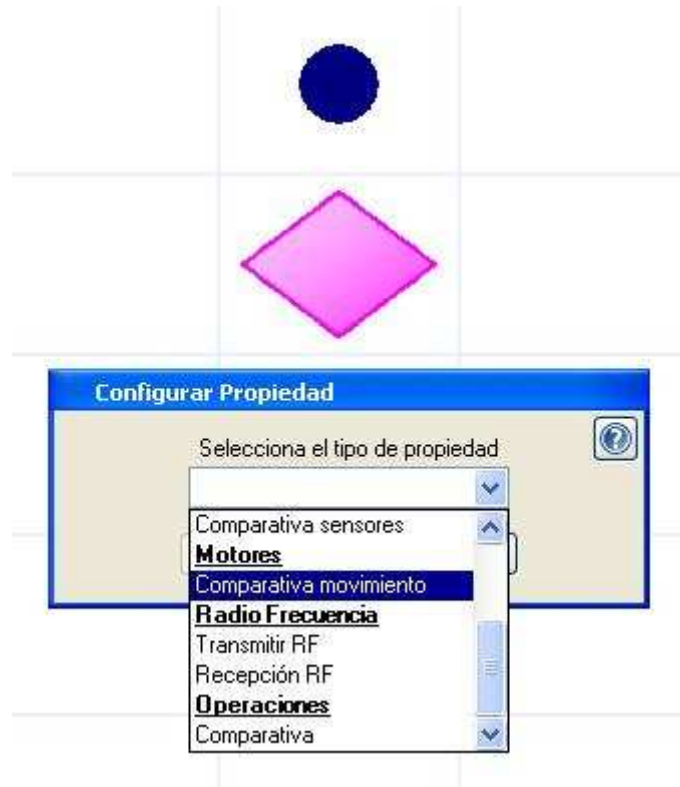 Configurar Propiedad
Selecciona el tipo de propiedad
Comparativa sensores
Motores
Comparativa movimiento
Radio Frecuencia
Transmitir RF
Recepción RF
Operaciones
Comparativa